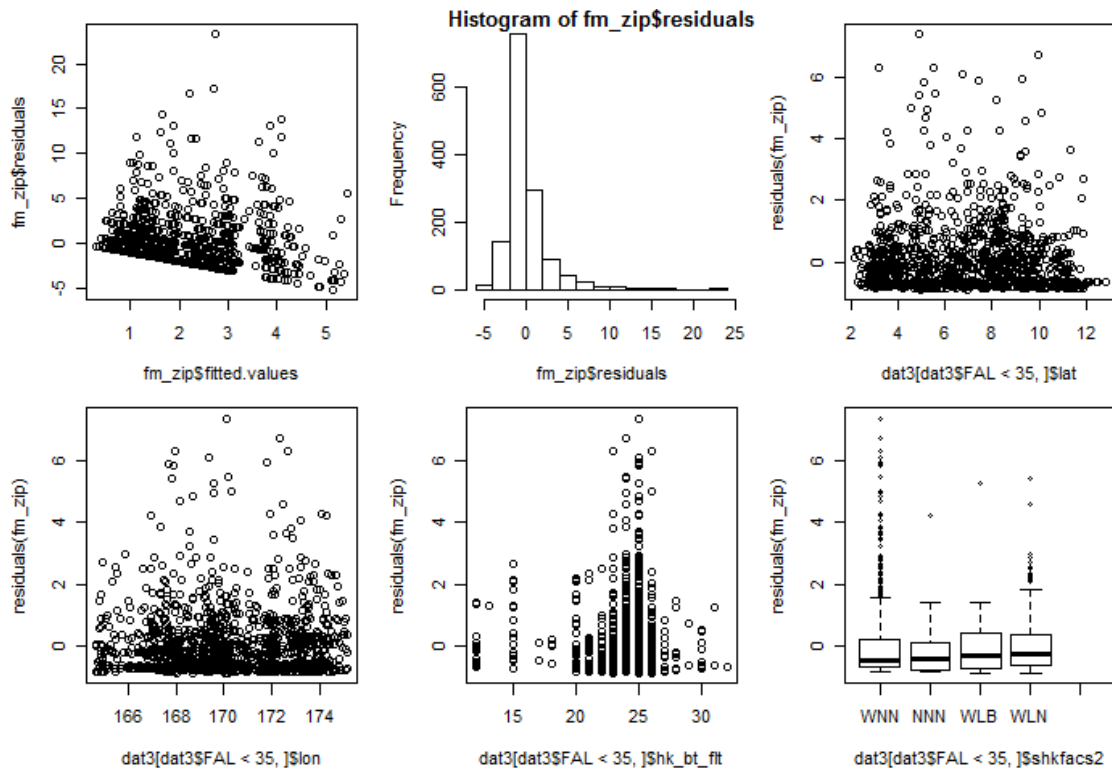 Histogram of fm_zip$residuals
fm_zip$residuals
-5 0 5 10 15 20
1 2 3 4 5
fm_zip$fitted.values
Frequency
0 200 400 600
-5 0 5 10 15 20 25
fm_zip$residuals
residuals(fm_zip)
0 2 4 6
2 4 6 8 10 12
dat3[dat3$FAL < 35, ]$lat
residuals(fm_zip)
0 2 4 6
166 168 170 172 174
dat3[dat3$FAL < 35, ]$lon
residuals(fm_zip)
0 2 4 6
15 20 25 30
dat3[dat3$FAL < 35, ]$hk_bt_flt
residuals(fm_zip)
0 2 4 6
WNN NNN WLB WLN
dat3[dat3$FAL < 35, ]$shkfacs2